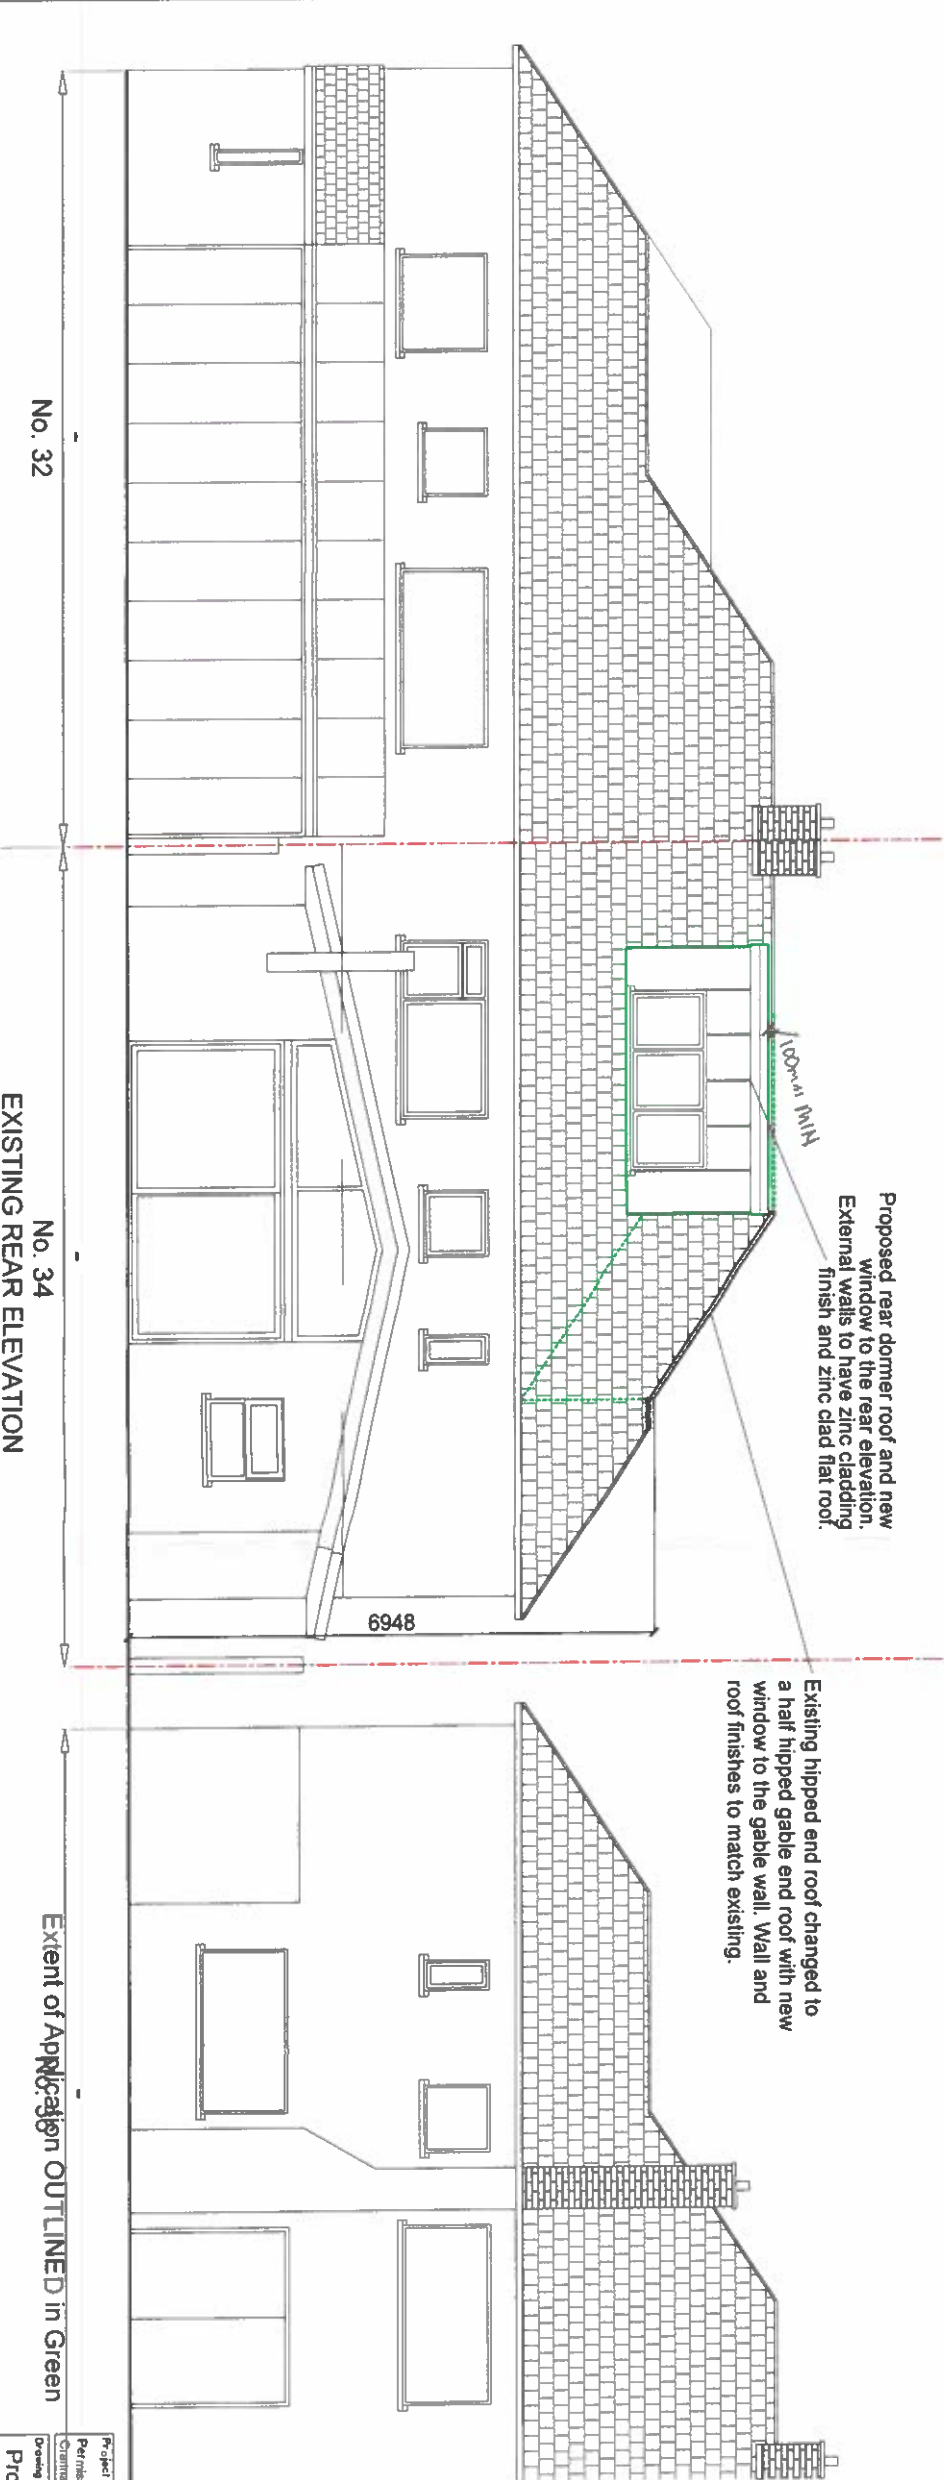 Proposed rear dormer roof and new
window to the rear elevation.
External walls to have zinc cladding
finish and zinc clad flat roof.
100mm MIN
Existing hipped end roof changed to
a half hipped gable end roof with new
window to the gable wall. Wall and
roof finishes to match existing.
6948
No. 32
No. 34
No. 36
EXISTING REAR ELEVATION
Extent of Application OUTLINED in Green
Project
Drawing